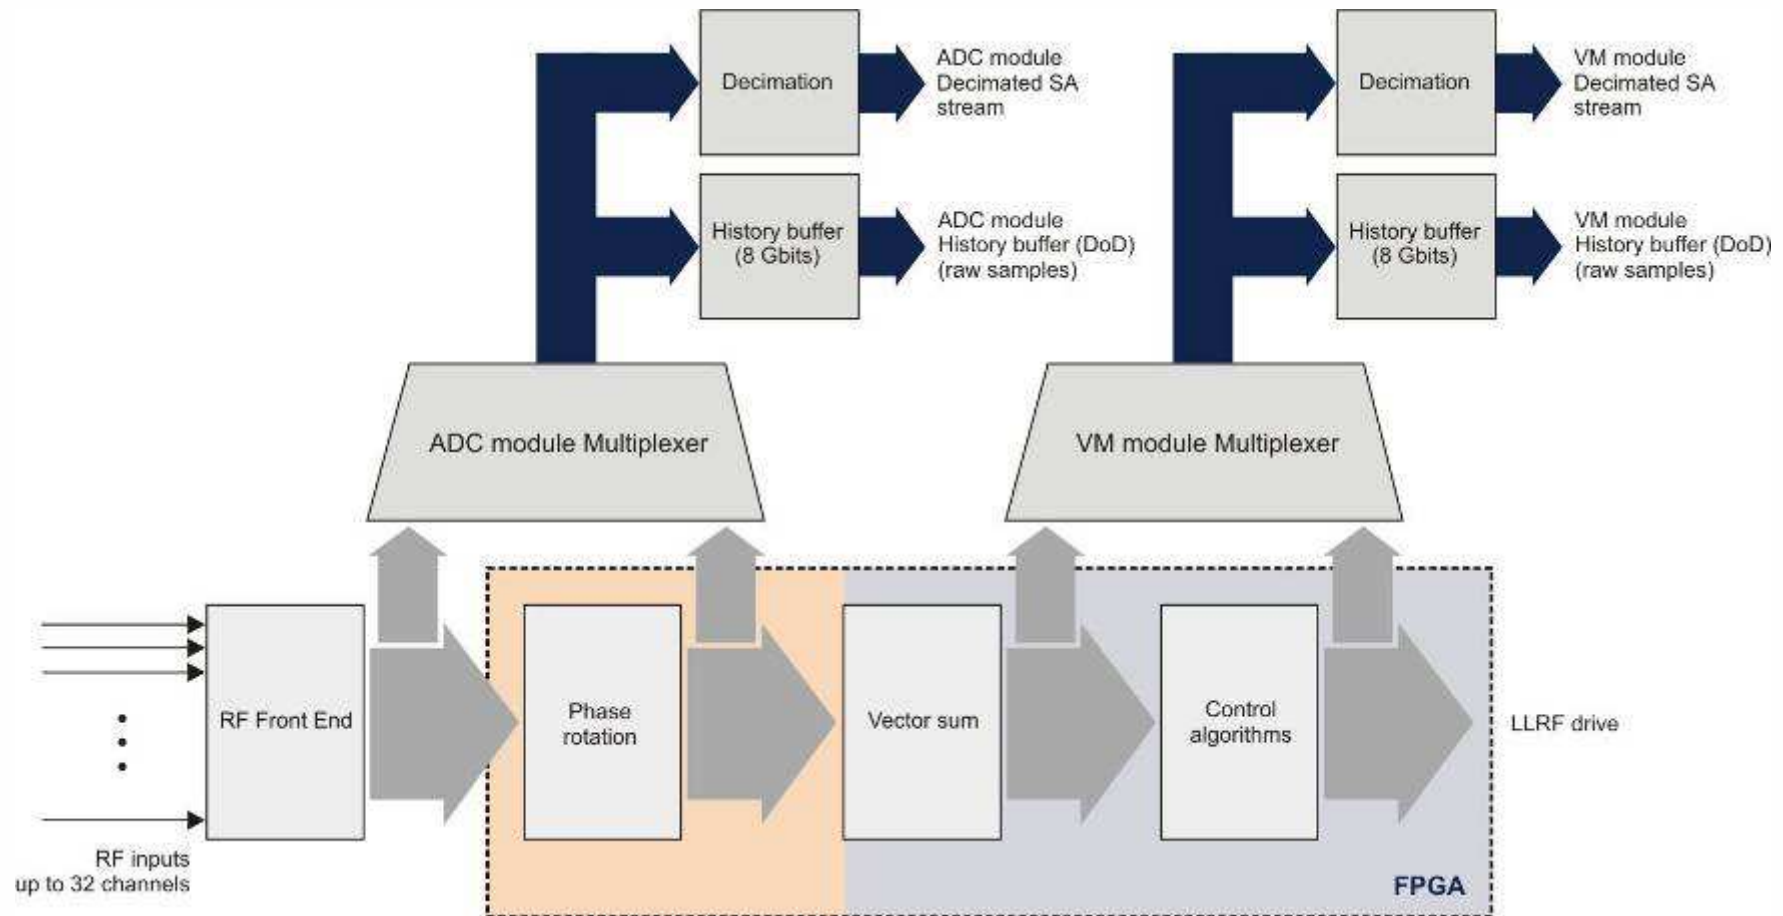 Decimation
ADC module
Decimated SA
stream
History buffer
(8 Gbits)
ADC module
History buffer (DoD)
(raw samples)
Decimation
VM module
Decimated SA
stream
History buffer
(8 Gbits)
VM module
History buffer (DoD)
(raw samples)
ADC module Multiplexer
VM module Multiplexer
RF Front End
Phase
rotation
Vector sum
Control
algorithms
LLRF drive
RF inputs
up to 32 channels
FPGA